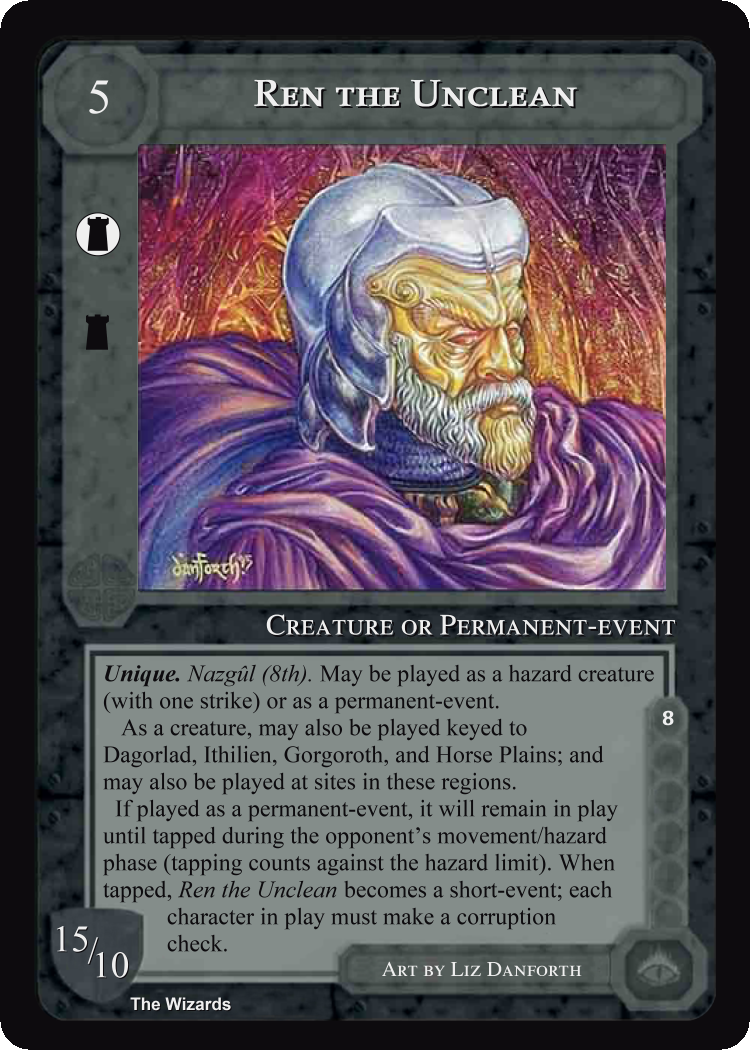 5
Ren the Unclean
Danforth 95
Creature or Permanent-event
Unique. Nazgûl (8th). May be played as a hazard creature
(with one strike) or as a permanent-event.
As a creature, may also be played keyed to
Dagorlad, Ithilien, Gorgoroth, and Horse Plains; and
may also be played at sites in these regions.
If played as a permanent-event, it will remain in play
until tapped during the opponent’s movement/hazard
phase (tapping counts against the hazard limit). When
tapped, Ren the Unclean becomes a short-event; each
character in play must make a corruption
check.
8
15/10
Art by Liz Danforth
The Wizards